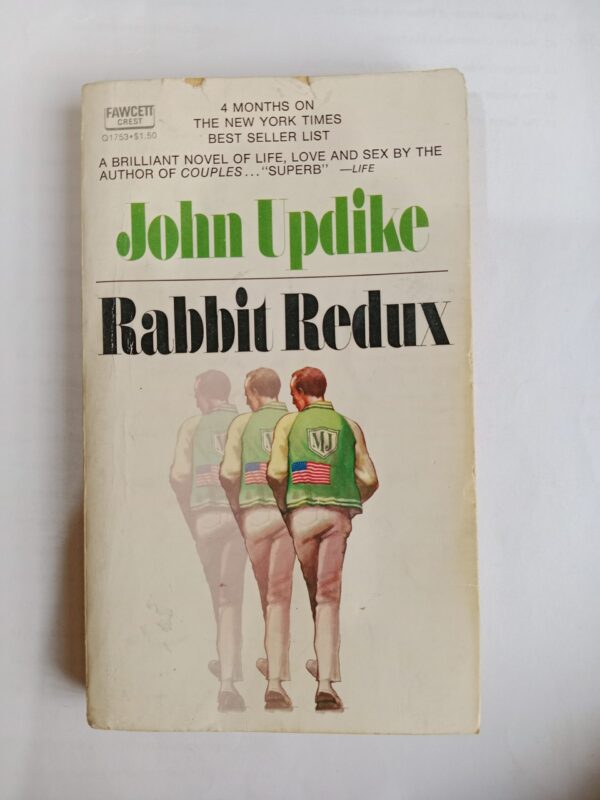 FAWCETT
CREST
Q1753•$1.50
4 MONTHS ON
THE NEW YORK TIMES
BEST SELLER LIST
A BRILLIANT NOVEL OF LIFE, LOVE AND SEX BY THE
AUTHOR OF COUPLES... "SUPERB" —LIFE
John Updike
Rabbit Redux
M
M
MJ